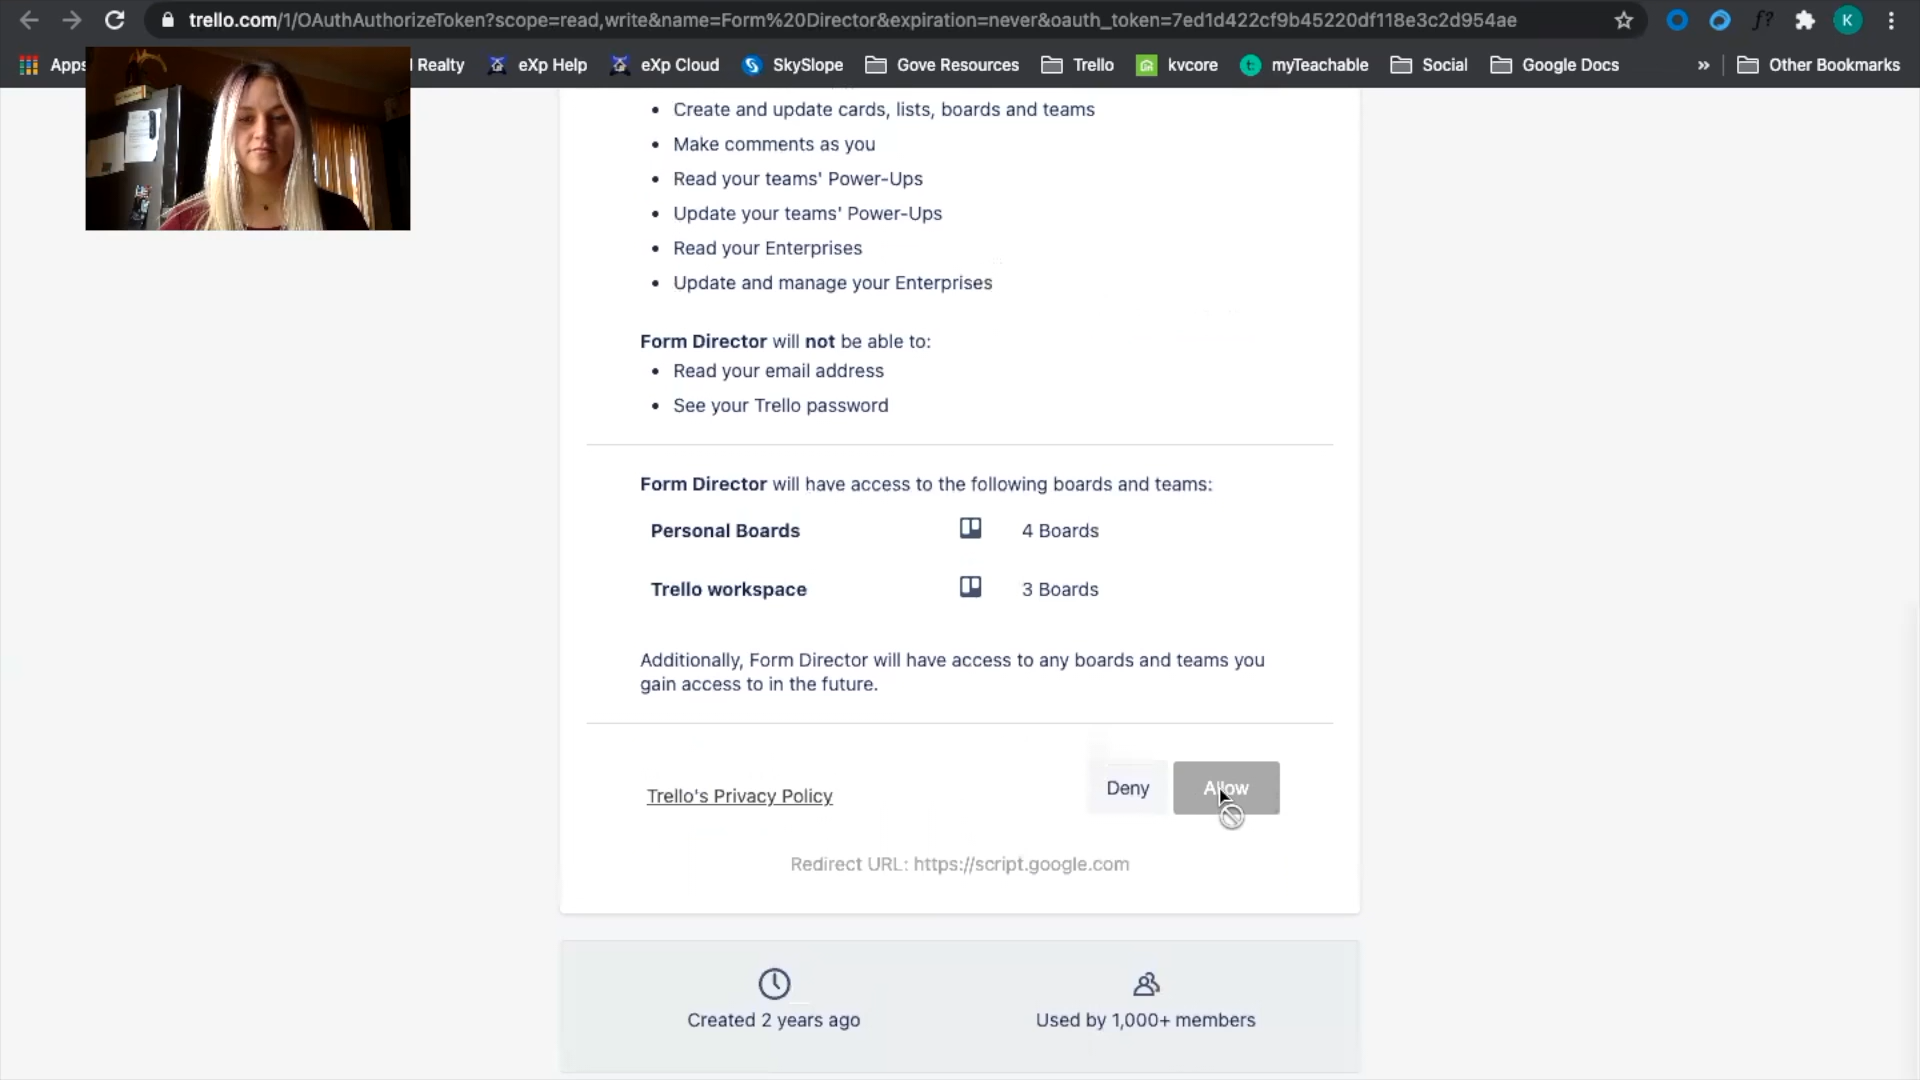 trello.com/1/OAuthAuthorizeToken?scope=read,write&name=Form%20Director&expiration=never&oauth_token=7ed1d422cf9b45220df118e3c2d954ae
f?
K
Apps
l Realty
eXp Help
eXp Cloud
SkySlope
Gove Resources
Trello
kvcore
myTeachable
Social
Google Docs
»
Other Bookmarks
• Create and update cards, lists, boards and teams
• Make comments as you
• Read your teams' Power-Ups
• Update your teams' Power-Ups
• Read your Enterprises
• Update and manage your Enterprises
Form Director will not be able to:
• Read your email address
• See your Trello password
Form Director will have access to the following boards and teams:
Personal Boards 4 Boards
Trello workspace 3 Boards
Additionally, Form Director will have access to any boards and teams you
gain access to in the future.
Trello's Privacy Policy
Deny
Allow
Redirect URL: https://script.google.com
Created 2 years ago
Used by 1,000+ members